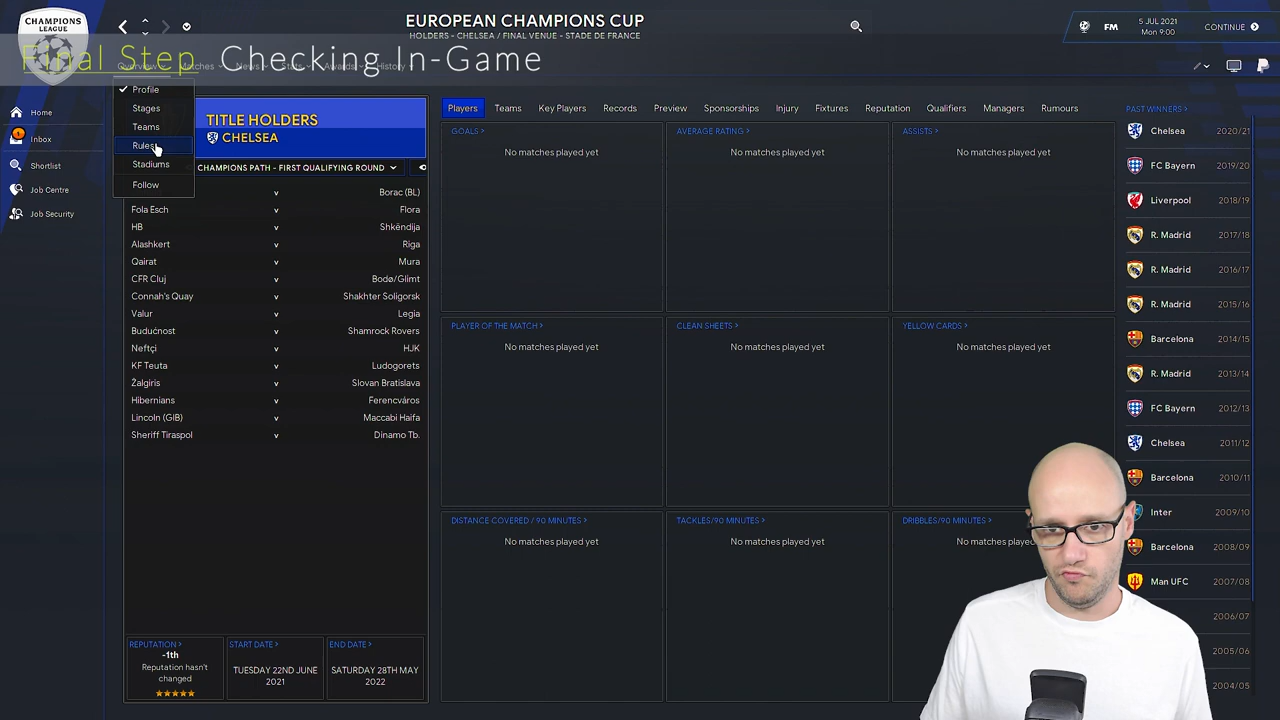 CHAMPIONS
LEAGUE
EUROPEAN CHAMPIONS CUP
HOLDERS - CHELSEA / FINAL VENUE - STADE DE FRANCE
FM
5 JUL 2021
Mon 9:00
CONTINUE
Final Step Checking In-Game
Overview Matches News Stats Awards History
Profile
Stages
Teams
Rules
Stadiums
Follow
Home
Inbox
Shortlist
Job Centre
Job Security
TITLE HOLDERS
CHELSEA
CHAMPIONS PATH - FIRST QUALIFYING ROUND
v Borac (BL)
Fola Esch v Flora
HB v Shkëndija
Alashkert v Riga
Qairat v Mura
CFR Cluj v Bodø/Glimt
Connah's Quay v Shakhter Soligorsk
Valur v Legia
Budućnost v Shamrock Rovers
Neftçi v HJK
KF Teuta v Ludogorets
Žalgiris v Slovan Bratislava
Hibernians v Ferencváros
Lincoln (GIB) v Maccabi Haifa
Sheriff Tiraspol v Dinamo Tb.
REPUTATION >
-1th
Reputation hasn't
changed
START DATE >
TUESDAY 22ND JUNE
2021
END DATE >
SATURDAY 28TH MAY
2022
Players Teams Key Players Records Preview Sponsorships Injury Fixtures Reputation Qualifiers Managers Rumours
GOALS >
No matches played yet
AVERAGE RATING >
No matches played yet
ASSISTS >
No matches played yet
PLAYER OF THE MATCH >
No matches played yet
CLEAN SHEETS >
No matches played yet
YELLOW CARDS >
No matches played yet
DISTANCE COVERED / 90 MINUTES >
No matches played yet
TACKLES/90 MINUTES >
No matches played yet
DRIBBLES/90 MINUTES >
No matches played
PAST WINNERS >
Chelsea 2020/21
FC Bayern 2019/20
Liverpool 2018/19
R. Madrid 2017/18
R. Madrid 2016/17
R. Madrid 2015/16
Barcelona 2014/15
R. Madrid 2013/14
FC Bayern 2012/13
Chelsea 2011/12
Barcelona 2010/11
Inter 2009/10
Barcelona 2008/09
Man UFC 2007/08
2006/07
2005/06
2004/05